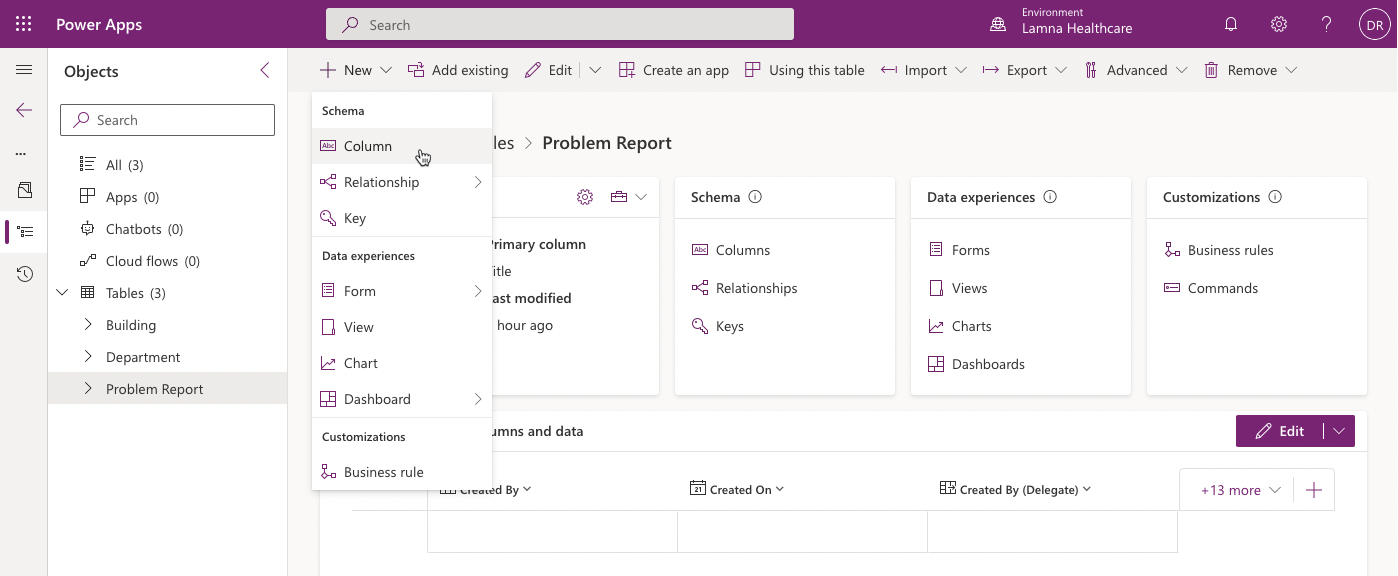 Power Apps
Search
Environment
Lamna Healthcare
?
DR
Objects
New
Add existing
Edit
Create an app
Using this table
Import
Export
Advanced
Remove
Search
All (3)
Apps (0)
Chatbots (0)
Cloud flows (0)
Tables (3)
Building
Department
Problem Report
Schema
Abc Column
Relationship
Key
Data experiences
Form
View
Chart
Dashboard
Customizations
Business rule
les > Problem Report
Primary column
itle
ast modified
hour ago
Schema
Abc Columns
Relationships
Keys
Data experiences
Forms
Views
Charts
Dashboards
Customizations
Business rules
Commands
umns and data
Edit
Created By
21 Created On
Created By (Delegate)
+13 more